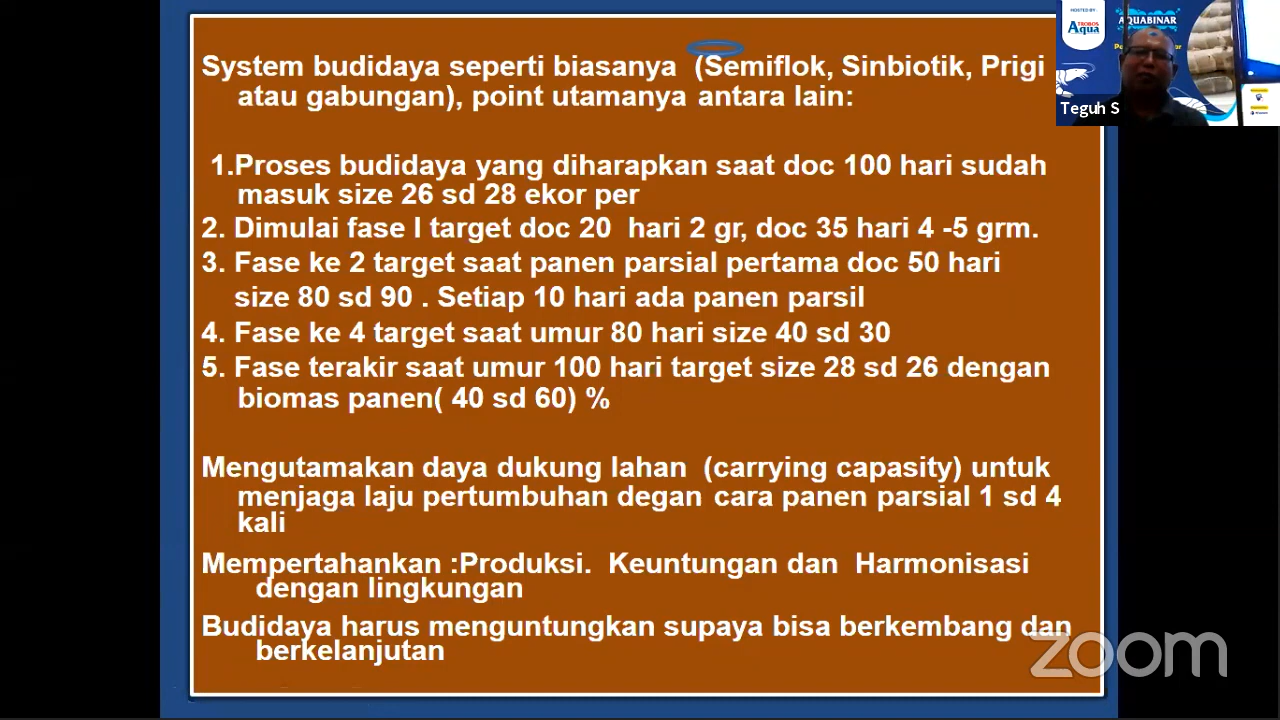 System budidaya seperti biasanya (Semiflok, Sinbiotik, Prigi
atau gabungan), point utamanya antara lain:
1.Proses budidaya yang diharapkan saat doc 100 hari sudah
masuk size 26 sd 28 ekor per
2. Dimulai fase I target doc 20 hari 2 gr, doc 35 hari 4 -5 grm.
3. Fase ke 2 target saat panen parsial pertama doc 50 hari
size 80 sd 90 . Setiap 10 hari ada panen parsil
4. Fase ke 4 target saat umur 80 hari size 40 sd 30
5. Fase terakir saat umur 100 hari target size 28 sd 26 dengan
biomas panen( 40 sd 60) %
Mengutamakan daya dukung lahan (carrying capasity) untuk
menjaga laju pertumbuhan degan cara panen parsial 1 sd 4
kali
Mempertahankan :Produksi. Keuntungan dan Harmonisasi
dengan lingkungan
Budidaya harus menguntungkan supaya bisa berkembang dan
berkelanjutan
HOSTED BY:
TROBOS
Aqua
AQUABINAR
Teguh S
zoom